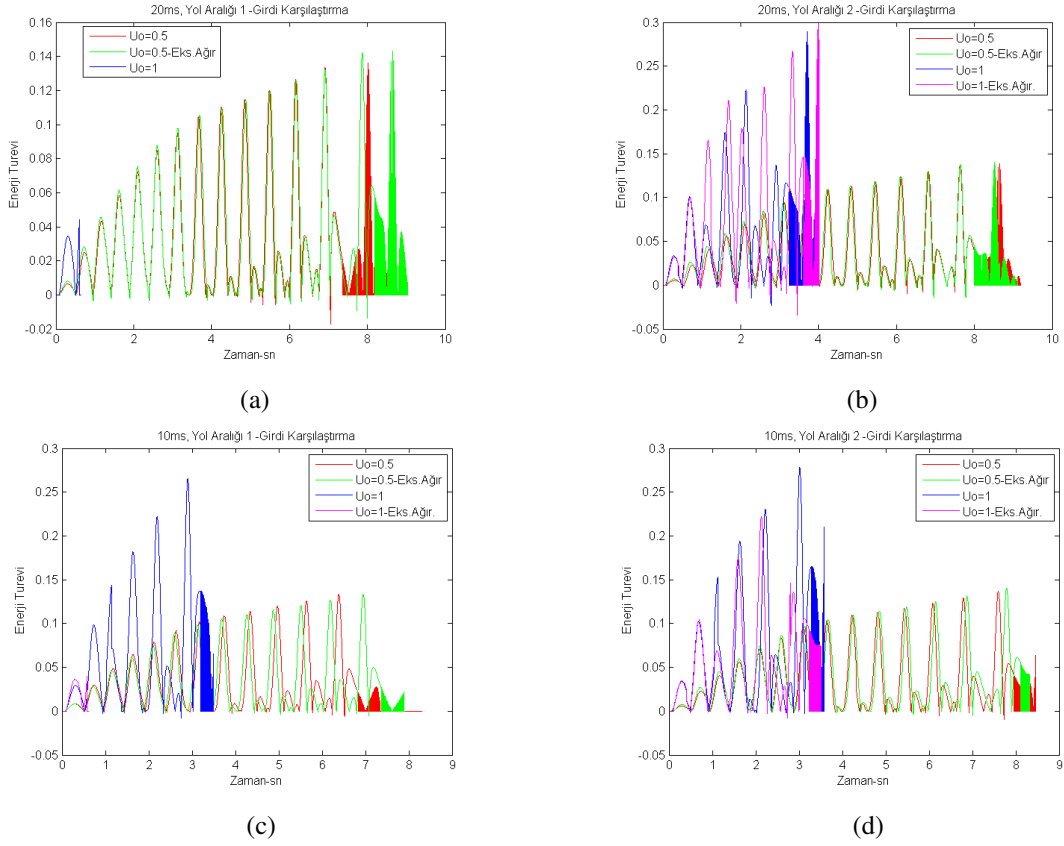 20ms, Yol Aralığı 1 -Girdi Karşılaştırma
Uo=0.5
Uo=0.5-Eks.Ağır
Uo=1
0.16
0.14
0.12
0.1
0.08
0.06
0.04
0.02
0
-0.02
Enerji Turevi
0 2 4 6 8 10
Zaman-sn
(a)
20ms, Yol Aralığı 2 -Girdi Karşılaştırma
Uo=0.5
Uo=0.5-Eks.Ağır
Uo=1
Uo=1-Eks.Ağır.
0.3
0.25
0.2
0.15
0.1
0.05
0
-0.05
Enerji Turevi
0 2 4 6 8 10
Zaman-sn
(b)
10ms, Yol Aralığı 1 -Girdi Karşılaştırma
Uo=0.5
Uo=0.5-Eks.Ağır
Uo=1
Uo=1-Eks.Ağır.
0.3
0.25
0.2
0.15
0.1
0.05
0
-0.05
Enerji Turevi
0 1 2 3 4 5 6 7 8 9
Zaman-sn
(c)
10ms, Yol Aralığı 2 -Girdi Karşılaştırma
Uo=0.5
Uo=0.5-Eks.Ağır
Uo=1
Uo=1-Eks.Ağır.
0.3
0.25
0.2
0.15
0.1
0.05
0
-0.05
Enerji Turevi
0 1 2 3 4 5 6 7 8 9
Zaman-sn
(d)